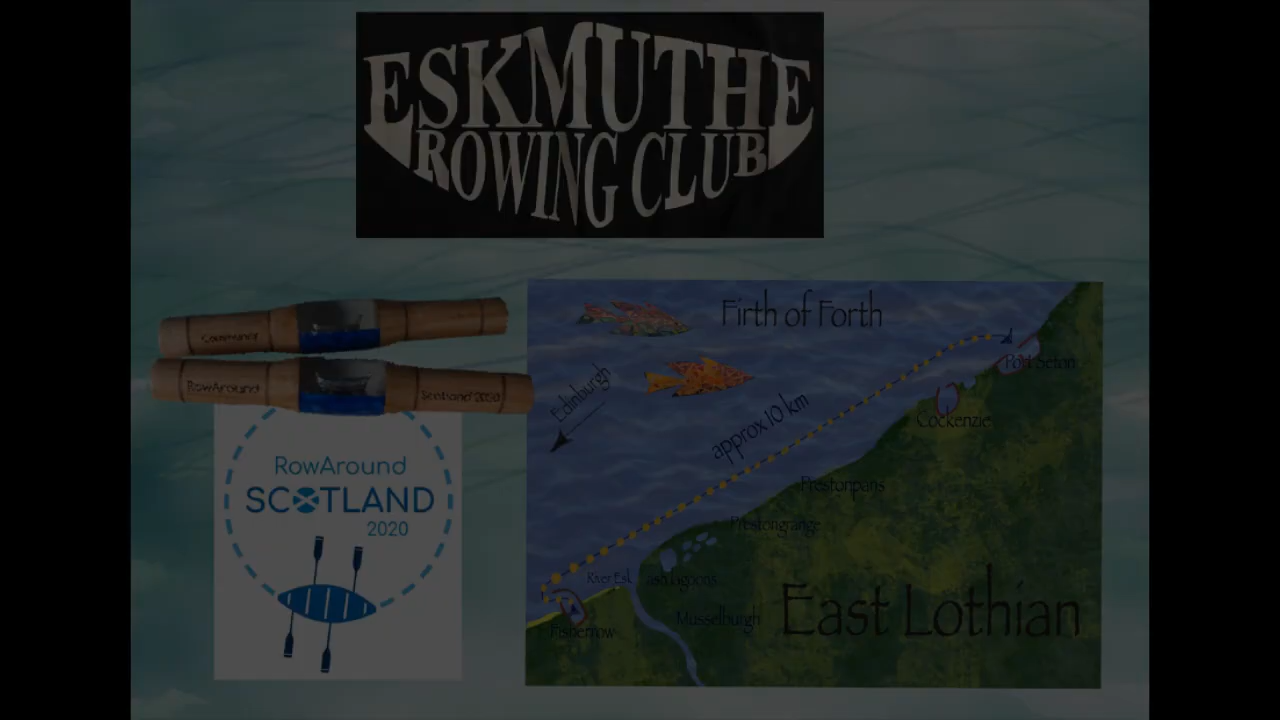 ESKMUTHE
ROWING CLUB
Firth of Forth
Edinburgh
approx 10 km
Port Seton
Cockenzie
Prestonpans
Prestongrange
River Esk
ash lagoons
Musselburgh
Fisherrow
East Lothian
Community
RowAround
Scotland 2020
RowAround
SCOTLAND
2020